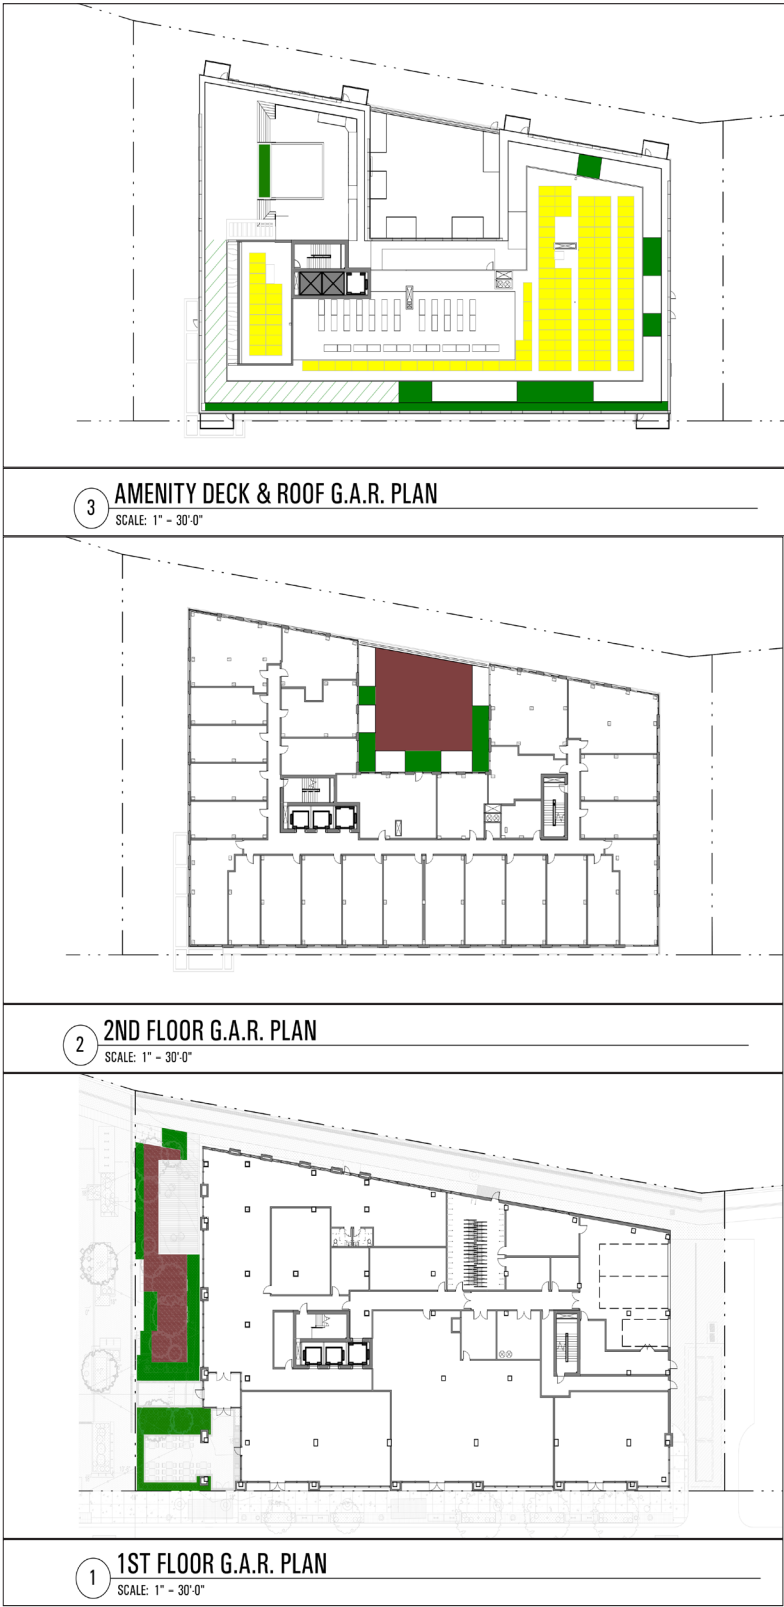 3
AMENITY DECK & ROOF G.A.R. PLAN
SCALE: 1" = 30'-0"
2
2ND FLOOR G.A.R. PLAN
SCALE: 1" = 30'-0"
1
1ST FLOOR G.A.R. PLAN
SCALE: 1" = 30'-0"